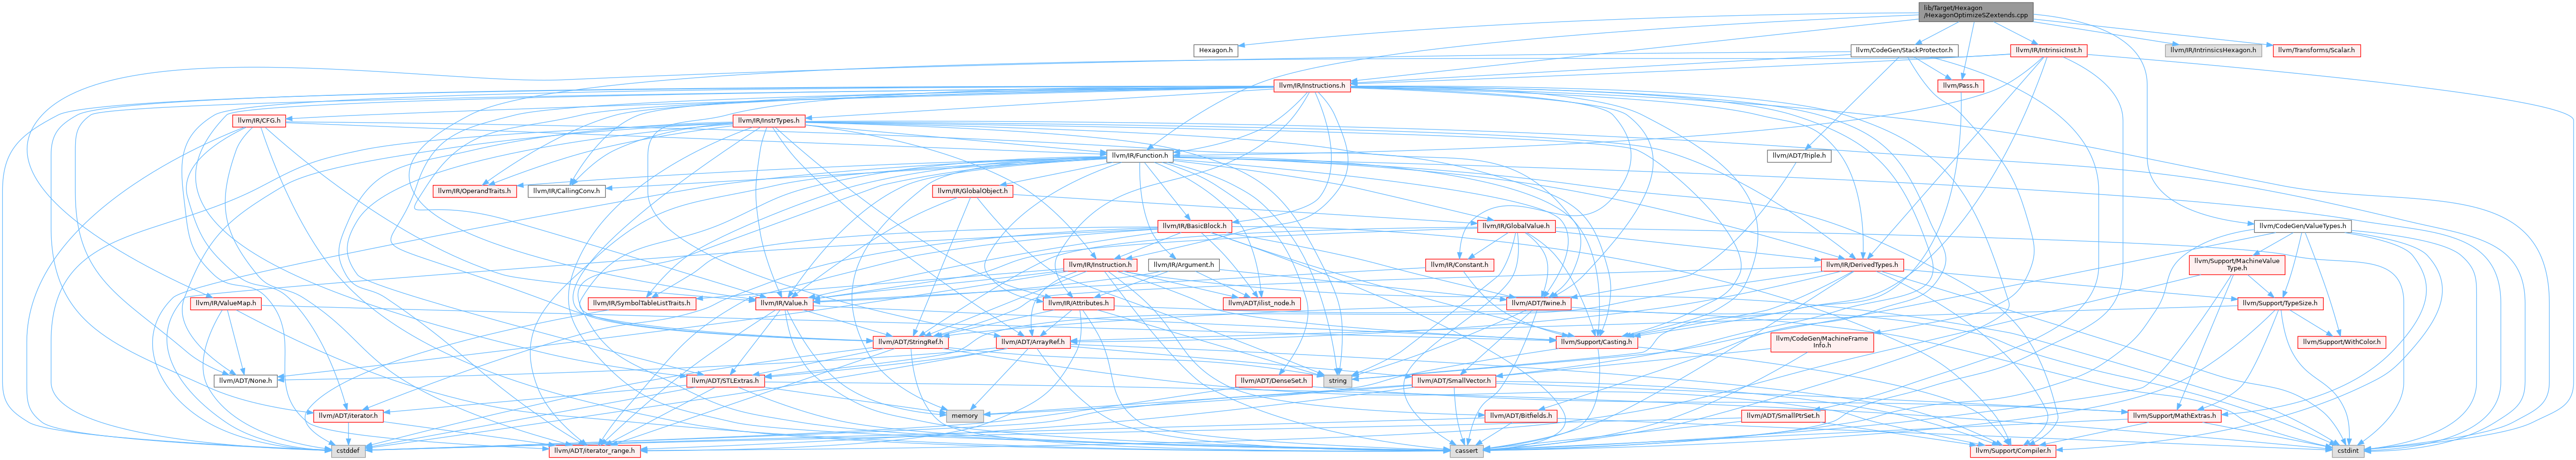 lib/Target/Hexagon
/HexagonOptimizeSZextends.cpp
Hexagon.h
llvm/CodeGen/StackProtector.h
llvm/IR/IntrinsicInst.h
llvm/IR/IntrinsicsHexagon.h
llvm/Transforms/Scalar.h
llvm/IR/Instructions.h
llvm/Pass.h
llvm/IR/CFG.h
llvm/IR/InstrTypes.h
llvm/IR/Function.h
llvm/ADT/Triple.h
llvm/IR/OperandTraits.h
llvm/IR/CallingConv.h
llvm/IR/GlobalObject.h
llvm/IR/BasicBlock.h
llvm/IR/GlobalValue.h
llvm/CodeGen/ValueTypes.h
llvm/IR/Instruction.h
llvm/IR/Argument.h
llvm/IR/Constant.h
llvm/IR/DerivedTypes.h
llvm/Support/MachineValue
Type.h
llvm/IR/ValueMap.h
llvm/IR/SymbolTableListTraits.h
llvm/IR/Value.h
llvm/IR/Attributes.h
llvm/ADT/ilist_node.h
llvm/ADT/Twine.h
llvm/Support/TypeSize.h
llvm/ADT/StringRef.h
llvm/ADT/ArrayRef.h
llvm/Support/Casting.h
llvm/CodeGen/MachineFrame
Info.h
llvm/Support/WithColor.h
llvm/ADT/None.h
llvm/ADT/STLExtras.h
llvm/ADT/DenseSet.h
string
llvm/ADT/SmallVector.h
llvm/ADT/iterator.h
memory
llvm/ADT/Bitfields.h
llvm/ADT/SmallPtrSet.h
llvm/Support/MathExtras.h
cstddef
llvm/ADT/iterator_range.h
cassert
llvm/Support/Compiler.h
cstdint